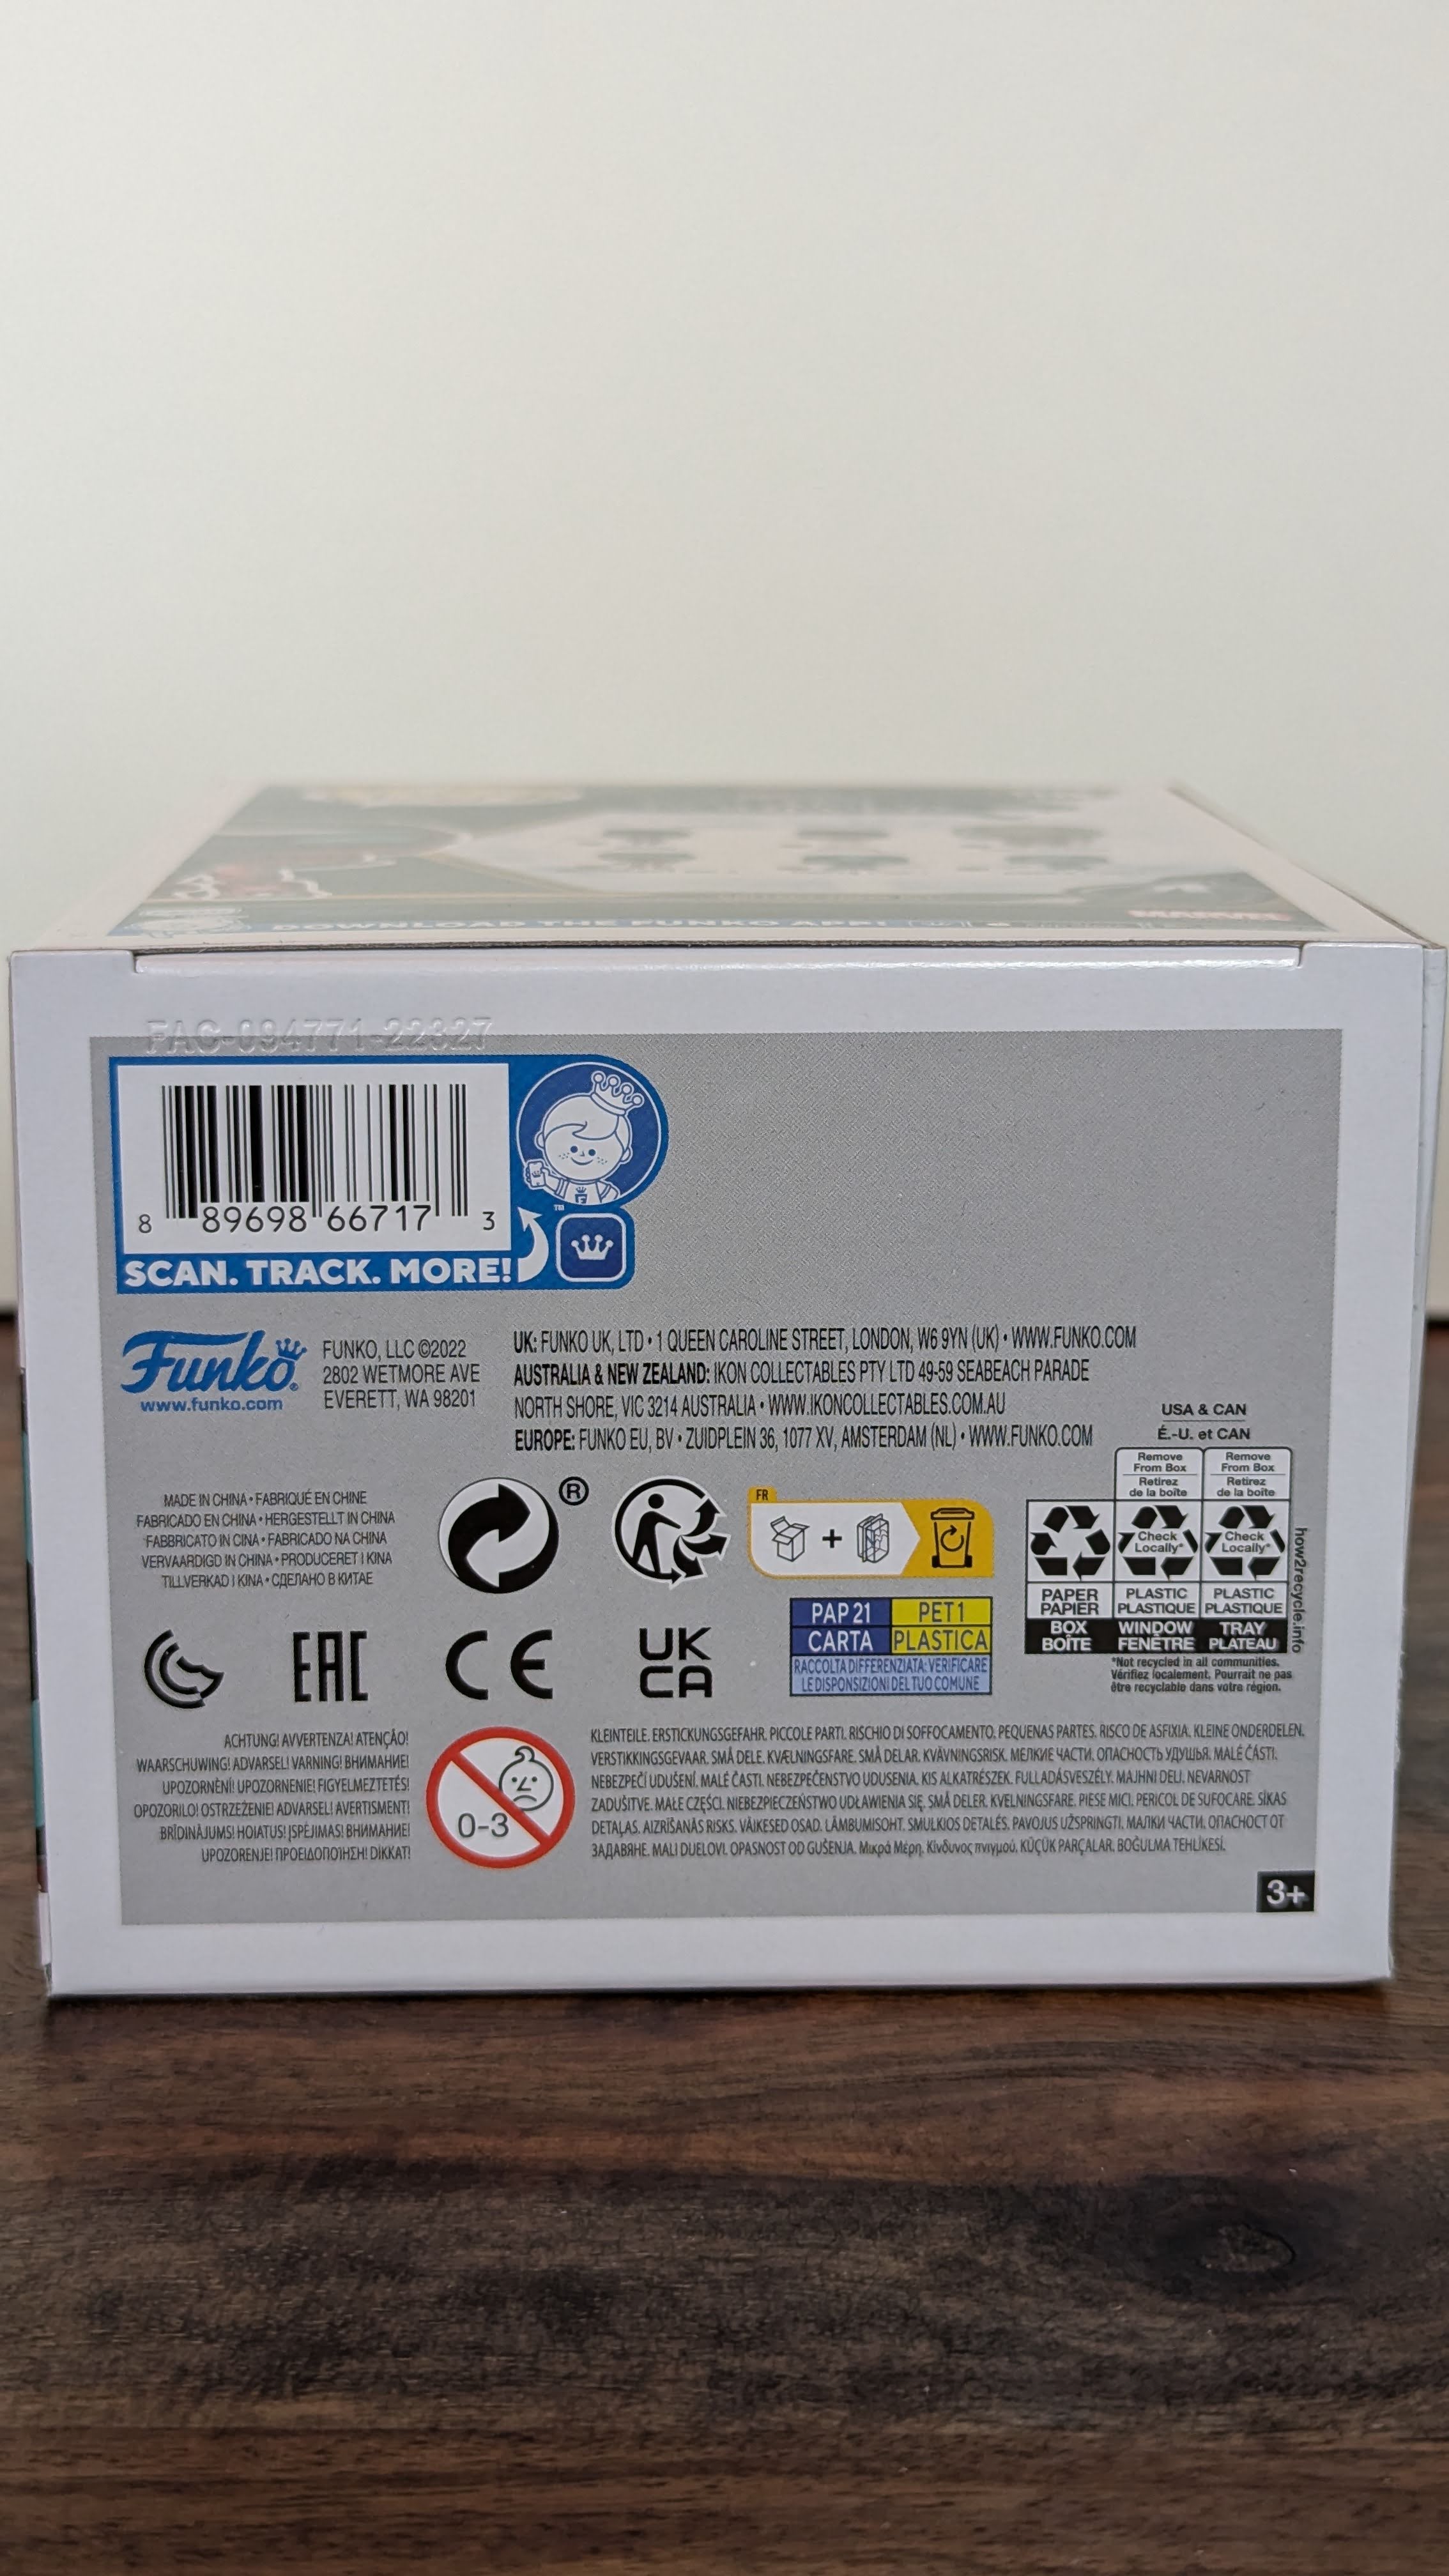 DOWNLOAD THE FUNKO APP!
MARVEL
FAC-094771-22327
8 89698 66717 3
SCAN. TRACK. MORE!
™
Funko®
www.funko.com
FUNKO, LLC ©2022
2802 WETMORE AVE
EVERETT, WA 98201
UK: FUNKO UK, LTD • 1 QUEEN CAROLINE STREET, LONDON, W6 9YN (UK) • WWW.FUNKO.COM
AUSTRALIA & NEW ZEALAND: IKON COLLECTABLES PTY LTD 49-59 SEABEACH PARADE
NORTH SHORE, VIC 3214 AUSTRALIA • WWW.IKONCOLLECTABLES.COM.AU
EUROPE: FUNKO EU, BV • ZUIDPLEIN 36, 1077 XV, AMSTERDAM (NL) • WWW.FUNKO.COM
MADE IN CHINA • FABRIQUÉ EN CHINE
FABRICADO EN CHINA • HERGESTELLT IN CHINA
FABBRICATO IN CINA • FABRICADO NA CHINA
VERVAARDIGD IN CHINA • PRODUCERET I KINA
TILLVERKAD I KINA • СДЕЛАНО В КИТАЕ
®
FR
+
PAP 21
PET 1
CARTA
PLASTICA
RACCOLTA DIFFERENZIATA: VERIFICARE
LE DISPOSIZIONI DEL TUO COMUNE
USA & CAN
É.-U. et CAN
Remove From Box
Retirez de la boîte
Remove From Box
Retirez de la boîte
Check Locally*
Check Locally*
PAPER PAPIER
PLASTIC PLASTIQUE
PLASTIC PLASTIQUE
BOX BOÎTE
WINDOW FENÊTRE
TRAY PLATEAU
how2recycle.info
*Not recycled in all communities.
Vérifiez localement. Pourrait ne pas
être recyclable dans votre région.
EAC
CE
UK
CA
ACHTUNG! AVVERTENZA! ATENÇÃO!
WAARSCHUWING! ADVARSEL! VARNING! ВНИМАНИЕ!
UPOZORNĚNÍ! UPOZORNENIE! FIGYELMEZTETÉS!
OPOZORILO! OSTRZEŻENIE! ADVARSEL! AVERTISMENT!
BRĪDINĀJUMS! HOIATUS! ĮSPĖJIMAS! ВНИМАНИЕ!
UPOZORENJE! ΠΡΟΕΙΔΟΠΟΙΗΣΗ! DİKKAT!
0-3
KLEINTEILE. ERSTICKUNGSGEFAHR. PICCOLE PARTI. RISCHIO DI SOFFOCAMENTO. PEQUENAS PARTES. RISCO DE ASFIXIA. KLEINE ONDERDELEN.
VERSTIKKINGSGEVAAR. SMÅ DELE. KVÆLNINGSFARE. SMÅ DELAR. KVÄVNINGSRISK. МЕЛКИЕ ЧАСТИ. ОПАСНОСТЬ УДУШЬЯ. MALÉ ČÁSTI.
NEBEZPEČÍ UDUŠENÍ. MALÉ ČASTI. NEBEZPEČENSTVO UDUSENIA. KIS ALKATRÉSZEK. FULLADÁSVESZÉLY. MAJHNI DELI. NEVARNOST
ZADUŠITVE. MAŁE CZĘŚCI. NIEBEZPIECZEŃSTWO UDŁAWIENIA SIĘ. SMÅ DELER. KVELNINGSFARE. PIESE MICI. PERICOL DE SUFOCARE. SĪKAS
DETAĻAS. AIZRĪŠANĀS RISKS. VÄIKESED OSAD. LÄMBUMISOHT. SMULKIOS DETALĖS. PAVOJUS UŽSPRINGTI. МАЛКИ ЧАСТИ. ОПАСНОСТ ОТ
ЗАДАВЯНЕ. MALI DIJELOVI. OPASNOST OD GUŠENJA. Μικρά Μέρη. Κίνδυνος πνιγμού. KÜÇÜK PARÇALAR. BOĞULMA TEHLİKESİ.
3+